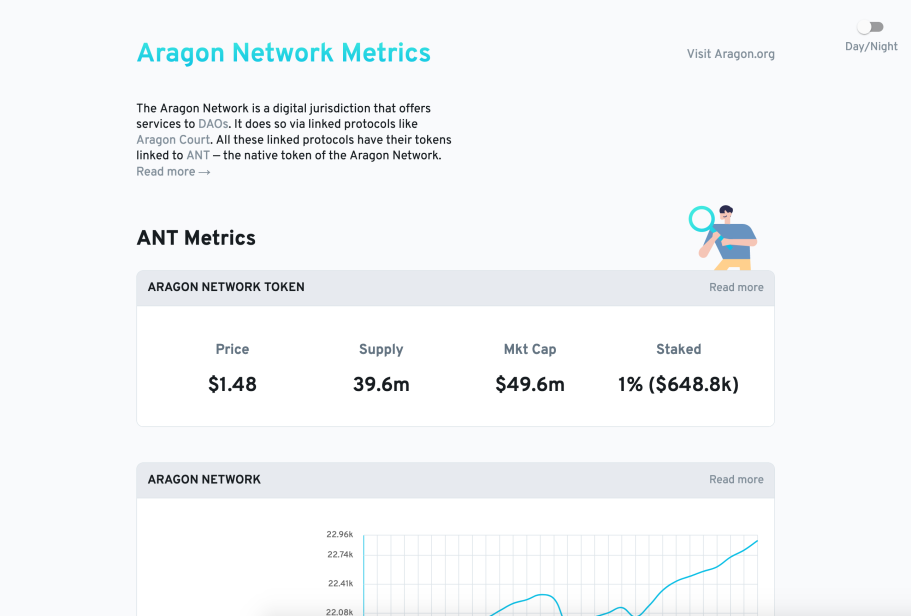 Aragon Network Metrics
Visit Aragon.org
Day/Night
The Aragon Network is a digital jurisdiction that offers
services to DAOs. It does so via linked protocols like
Aragon Court. All these linked protocols have their tokens
linked to ANT — the native token of the Aragon Network.
Read more →
ANT Metrics
ARAGON NETWORK TOKEN
Read more
Price
Supply
Mkt Cap
Staked
$1.48
39.6m
$49.6m
1% ($648.8k)
ARAGON NETWORK
Read more
22.96k
22.74k
22.41k
22.08k